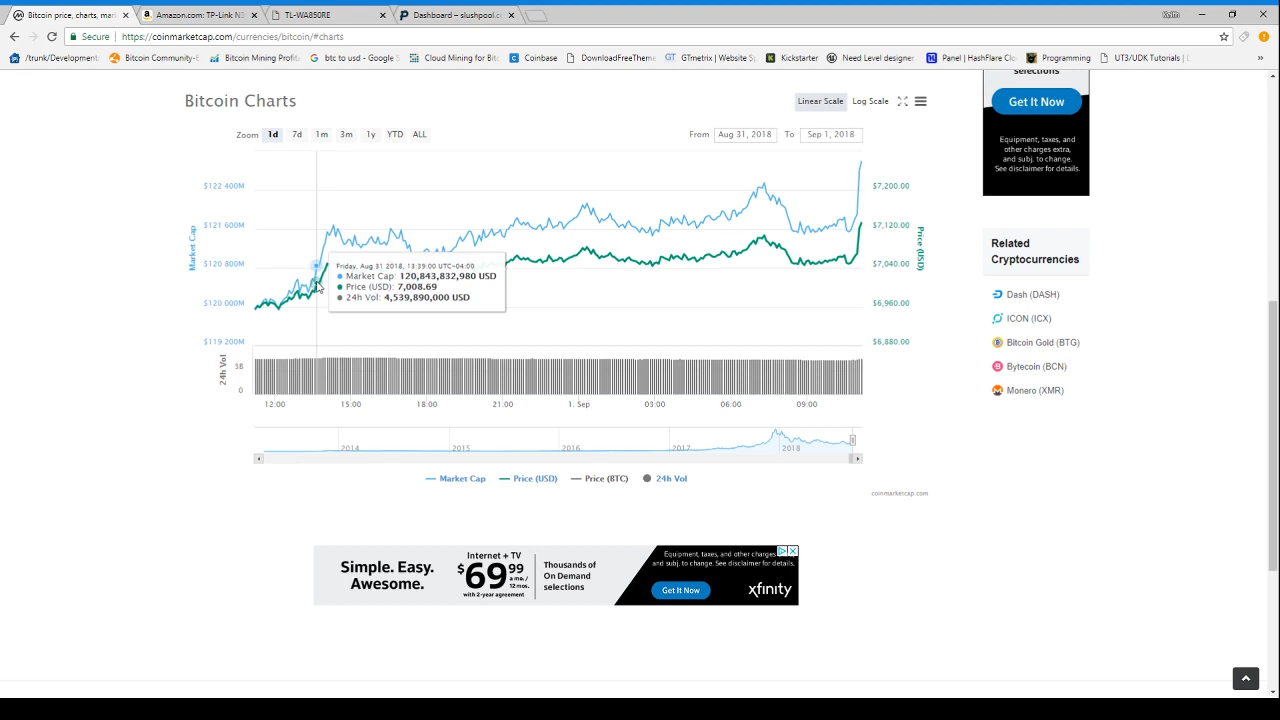 Bitcoin price, charts, mar
Amazon.com: TP-Link N3
TL-WA850RE
Dashboard – slushpool.c
Keith
Secure
https://coinmarketcap.com/currencies/bitcoin/#charts
/trunk/Development
Bitcoin Community-E
Bitcoin Mining Profit
btc to usd - Google S
Cloud Mining for Bitc
Coinbase
DownloadFreeTheme
GTmetrix | Website Sp
Kickstarter
Need Level designer
Panel | HashFlare Clo
Programming
UT3/UDK Tutorials |
»
Bitcoin Charts
Linear Scale
Log Scale
Zoom 1d 7d 1m 3m 1y YTD ALL
From Aug 31, 2018 To Sep 1, 2018
$122 400M
$121 600M
$120 800M
$120 000M
$119 200M
Market Cap
$7,200.00
$7,120.00
$7,040.00
$6,960.00
$6,880.00
Price (USD)
Friday, Aug 31 2018, 13:39:00 UTC-04:00
Market Cap: 120,843,832,980 USD
Price (USD): 7,008.69
24h Vol: 4,539,890,000 USD
24h Vol
3B
0
12:00 15:00 18:00 21:00 1. Sep 03:00 06:00 09:00
2014 2015 2016 2017 2018
Market Cap Price (USD) Price (BTC) 24h Vol
coinmarketcap.com
selections
Get It Now
Equipment, taxes, and
other charges extra,
and subj. to change.
See disclaimer for details.
Related
Cryptocurrencies
Dash (DASH)
ICON (ICX)
Bitcoin Gold (BTG)
Bytecoin (BCN)
Monero (XMR)
Simple. Easy.
Awesome.
Internet + TV
$69 99
a mo./
12 mos.
with 2-year agreement
Thousands of
On Demand
selections
Equipment, taxes, and other charges
and subj. to change. See disclaimer for details.
Get It Now
xfinity